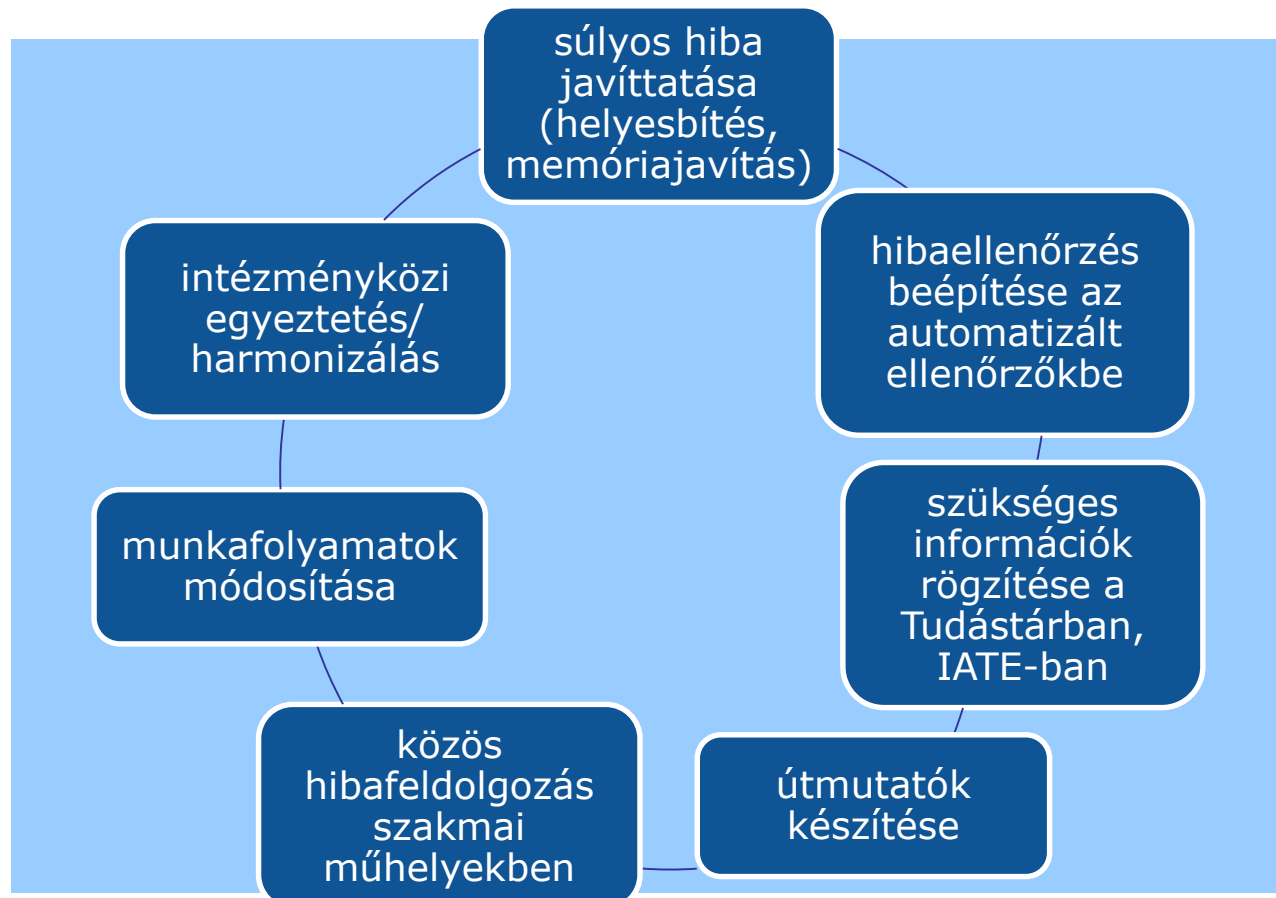 súlyos hiba
javíttatása
(helyesbítés,
memóriajavítás)
hibaellenőrzés
beépítése az
automatizált
ellenőrzőkbe
szükséges
információk
rögzítése a
Tudástárban,
IATE-ban
útmutatók
készítése
közös
hibafeldolgozás
szakmai
műhelyekben
munkafolyamatok
módosítása
intézményközi
egyeztetés/
harmonizálás